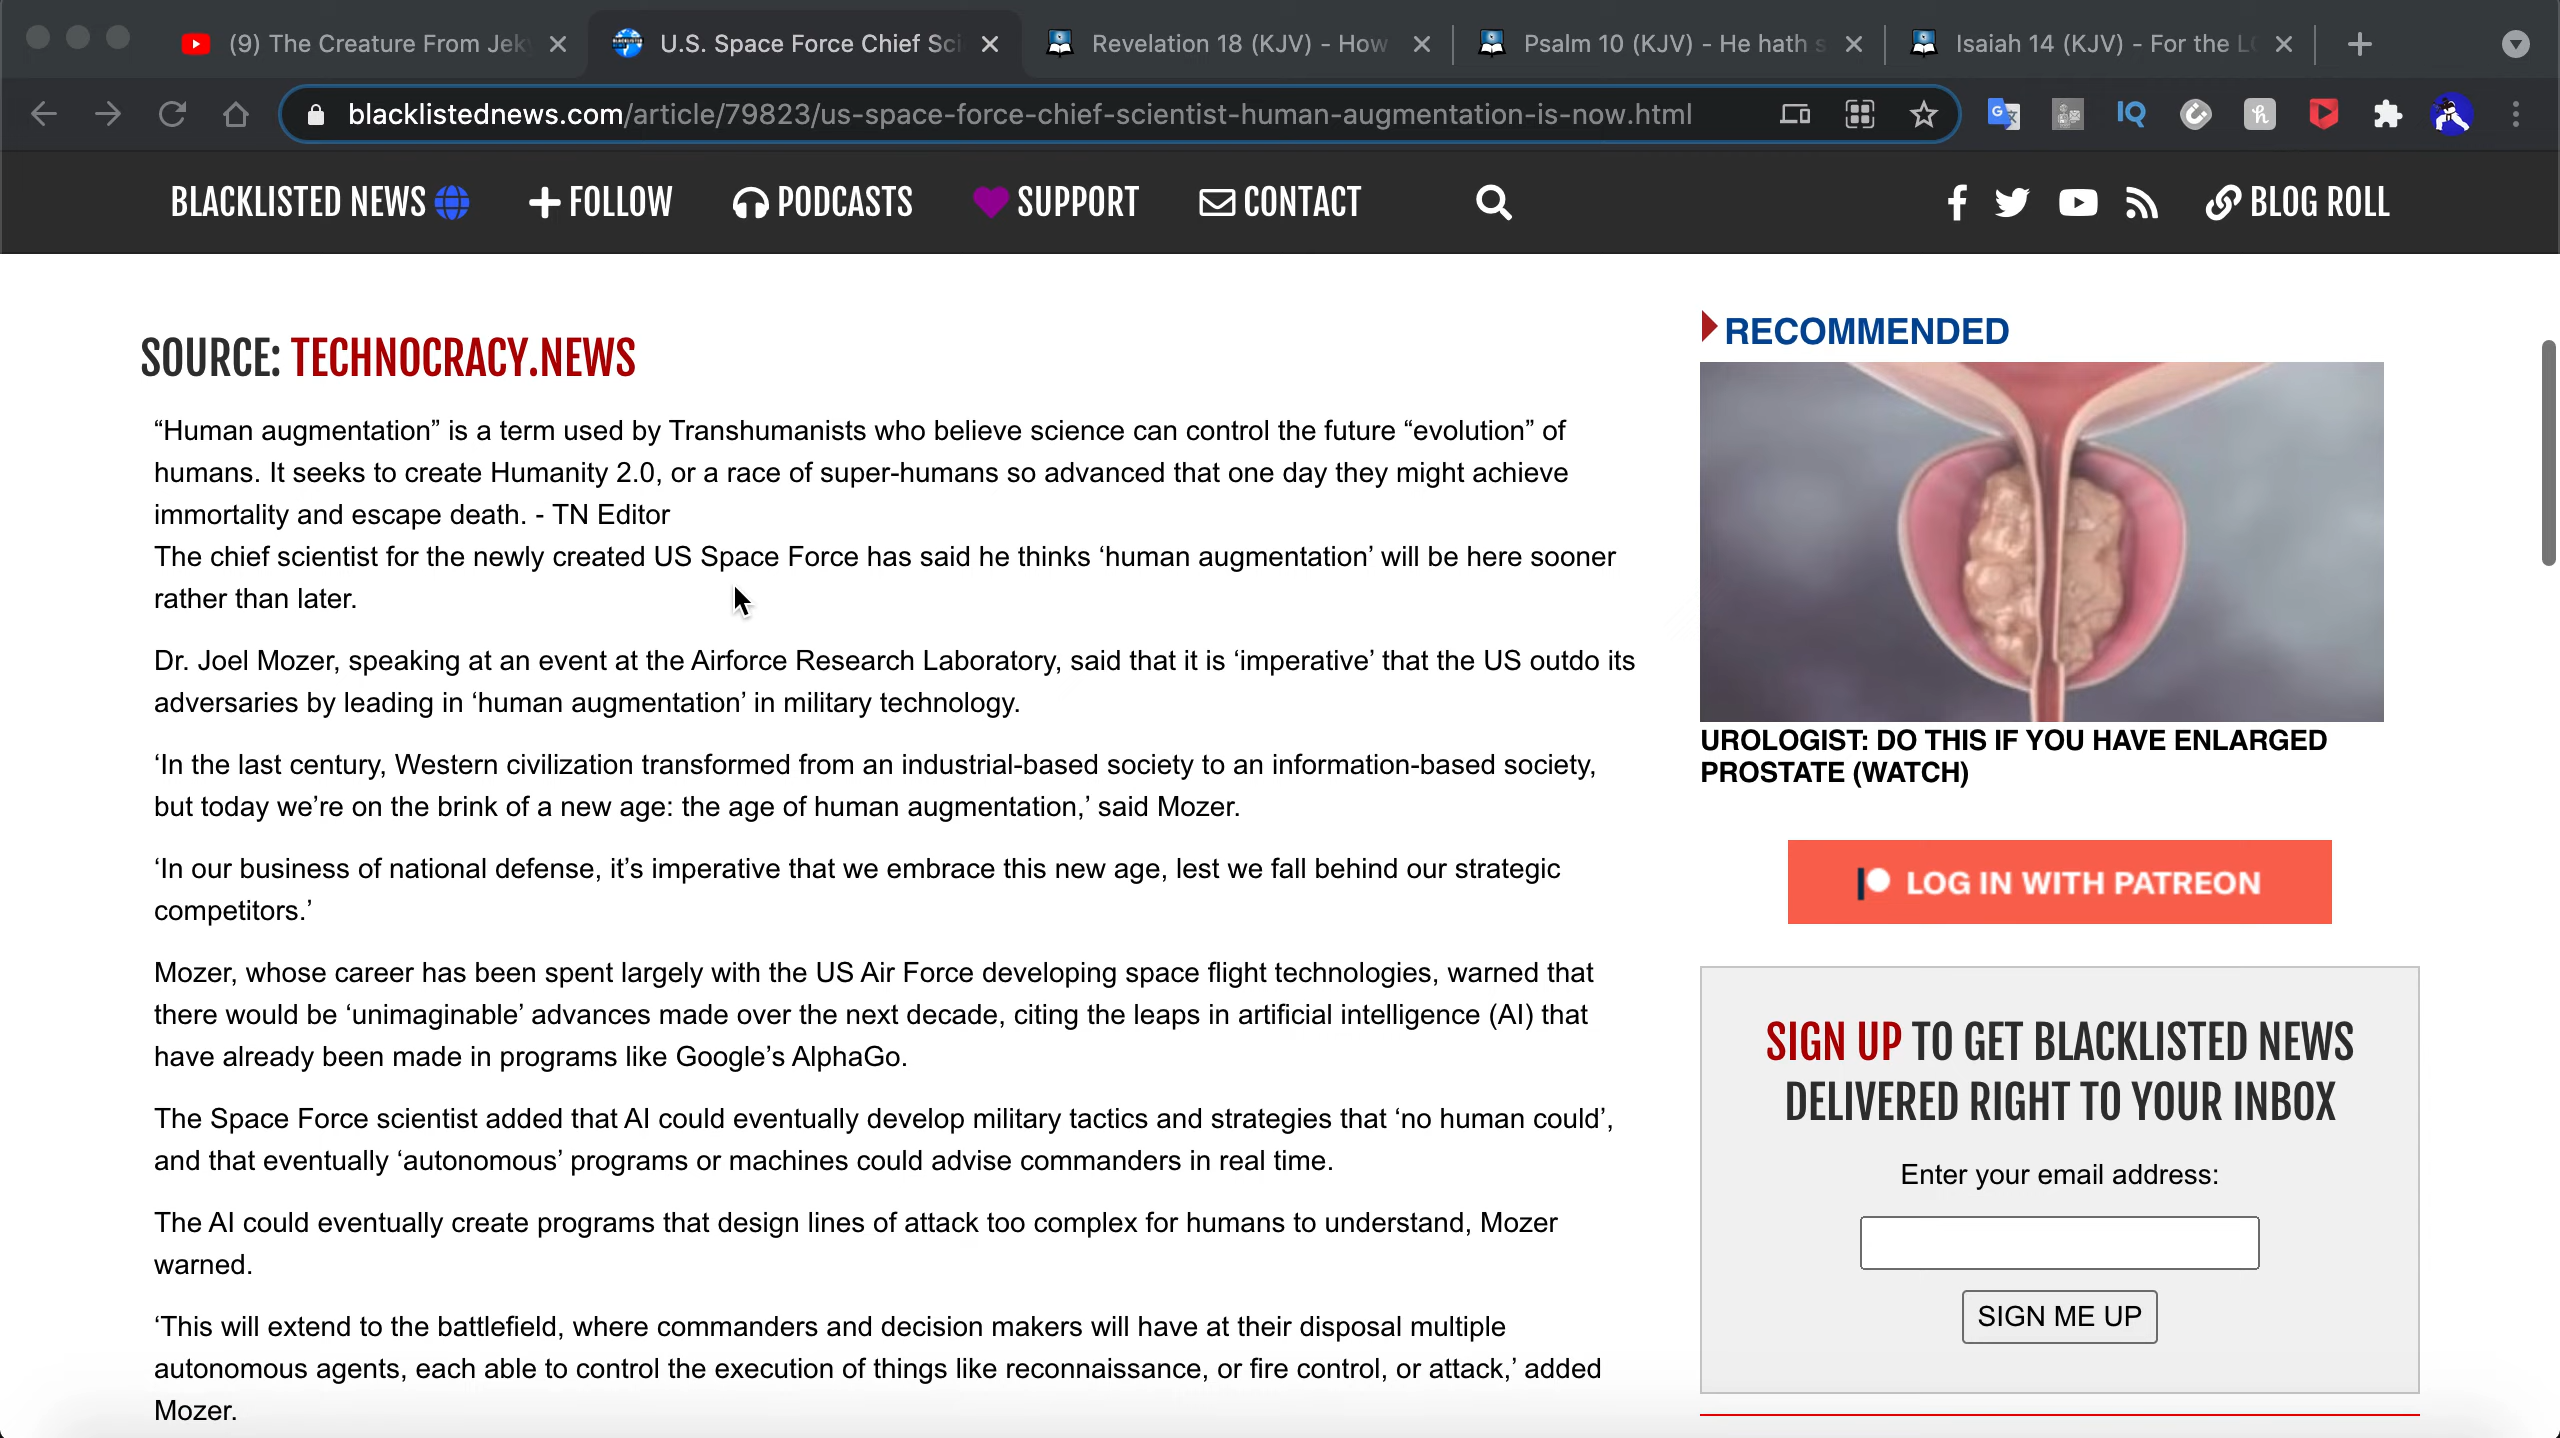 (9) The Creature From Jek
U.S. Space Force Chief Sci
Revelation 18 (KJV) - How
Psalm 10 (KJV) - He hath s
Isaiah 14 (KJV) - For the LO
blacklistednews.com/article/79823/us-space-force-chief-scientist-human-augmentation-is-now.html
IQ
BLACKLISTED NEWS
FOLLOW
PODCASTS
SUPPORT
CONTACT
BLOG ROLL
SOURCE: TECHNOCRACY.NEWS
“Human augmentation” is a term used by Transhumanists who believe science can control the future “evolution” of
humans. It seeks to create Humanity 2.0, or a race of super-humans so advanced that one day they might achieve
immortality and escape death. - TN Editor
The chief scientist for the newly created US Space Force has said he thinks ‘human augmentation’ will be here sooner
rather than later.
Dr. Joel Mozer, speaking at an event at the Airforce Research Laboratory, said that it is ‘imperative’ that the US outdo its
adversaries by leading in ‘human augmentation’ in military technology.
‘In the last century, Western civilization transformed from an industrial-based society to an information-based society,
but today we’re on the brink of a new age: the age of human augmentation,’ said Mozer.
‘In our business of national defense, it’s imperative that we embrace this new age, lest we fall behind our strategic
competitors.’
Mozer, whose career has been spent largely with the US Air Force developing space flight technologies, warned that
there would be ‘unimaginable’ advances made over the next decade, citing the leaps in artificial intelligence (AI) that
have already been made in programs like Google’s AlphaGo.
The Space Force scientist added that AI could eventually develop military tactics and strategies that ‘no human could’,
and that eventually ‘autonomous’ programs or machines could advise commanders in real time.
The AI could eventually create programs that design lines of attack too complex for humans to understand, Mozer
warned.
‘This will extend to the battlefield, where commanders and decision makers will have at their disposal multiple
autonomous agents, each able to control the execution of things like reconnaissance, or fire control, or attack,’ added
Mozer.
RECOMMENDED
UROLOGIST: DO THIS IF YOU HAVE ENLARGED
PROSTATE (WATCH)
LOG IN WITH PATREON
SIGN UP TO GET BLACKLISTED NEWS
DELIVERED RIGHT TO YOUR INBOX
Enter your email address:
SIGN ME UP